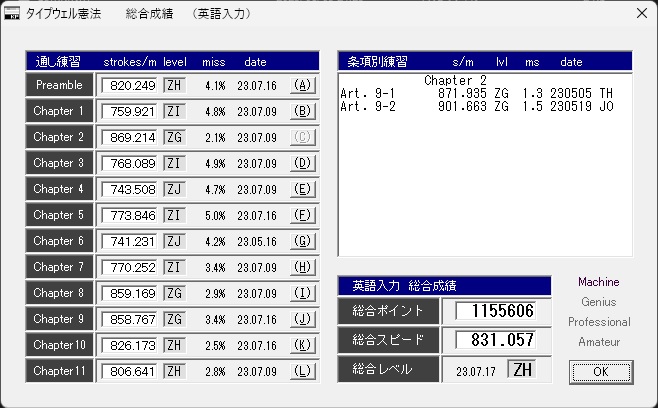 タイプウェル憲法 総合成績 （英語入力）
通し練習 strokes/m level miss date
Preamble 820.249 ZH 4.1% 23.07.16 (A)
Chapter 1 759.921 ZI 4.8% 23.07.09 (B)
Chapter 2 869.214 ZG 2.1% 23.07.09 (C)
Chapter 3 768.089 ZI 4.9% 23.07.09 (D)
Chapter 4 743.508 ZJ 4.7% 23.07.09 (E)
Chapter 5 773.846 ZI 5.0% 23.07.16 (F)
Chapter 6 741.231 ZJ 4.2% 23.05.16 (G)
Chapter 7 770.252 ZI 3.4% 23.07.09 (H)
Chapter 8 859.169 ZG 2.9% 23.07.09 (I)
Chapter 9 858.767 ZG 3.4% 23.07.16 (J)
Chapter10 826.173 ZH 2.5% 23.07.16 (K)
Chapter11 806.641 ZH 2.8% 23.07.09 (L)
条項別練習 s/m lvl ms date
Chapter 2
Art. 9-1 871.935 ZG 1.3 230505 TH
Art. 9-2 901.663 ZG 1.5 230519 JO
英語入力 総合成績
総合ポイント 1155606
総合スピード 831.057
総合レベル 23.07.17 ZH
Machine
Genius
Professional
Amateur
OK